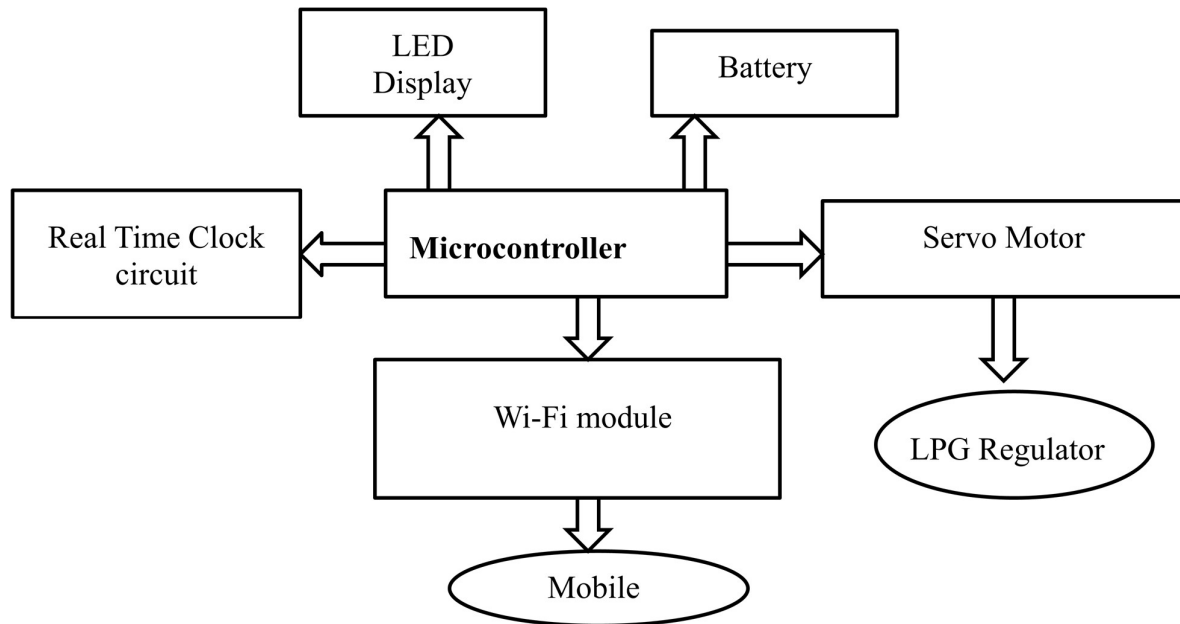 LED
Display
Battery
Real Time Clock
circuit
Microcontroller
Servo Motor
Wi-Fi module
LPG Regulator
Mobile